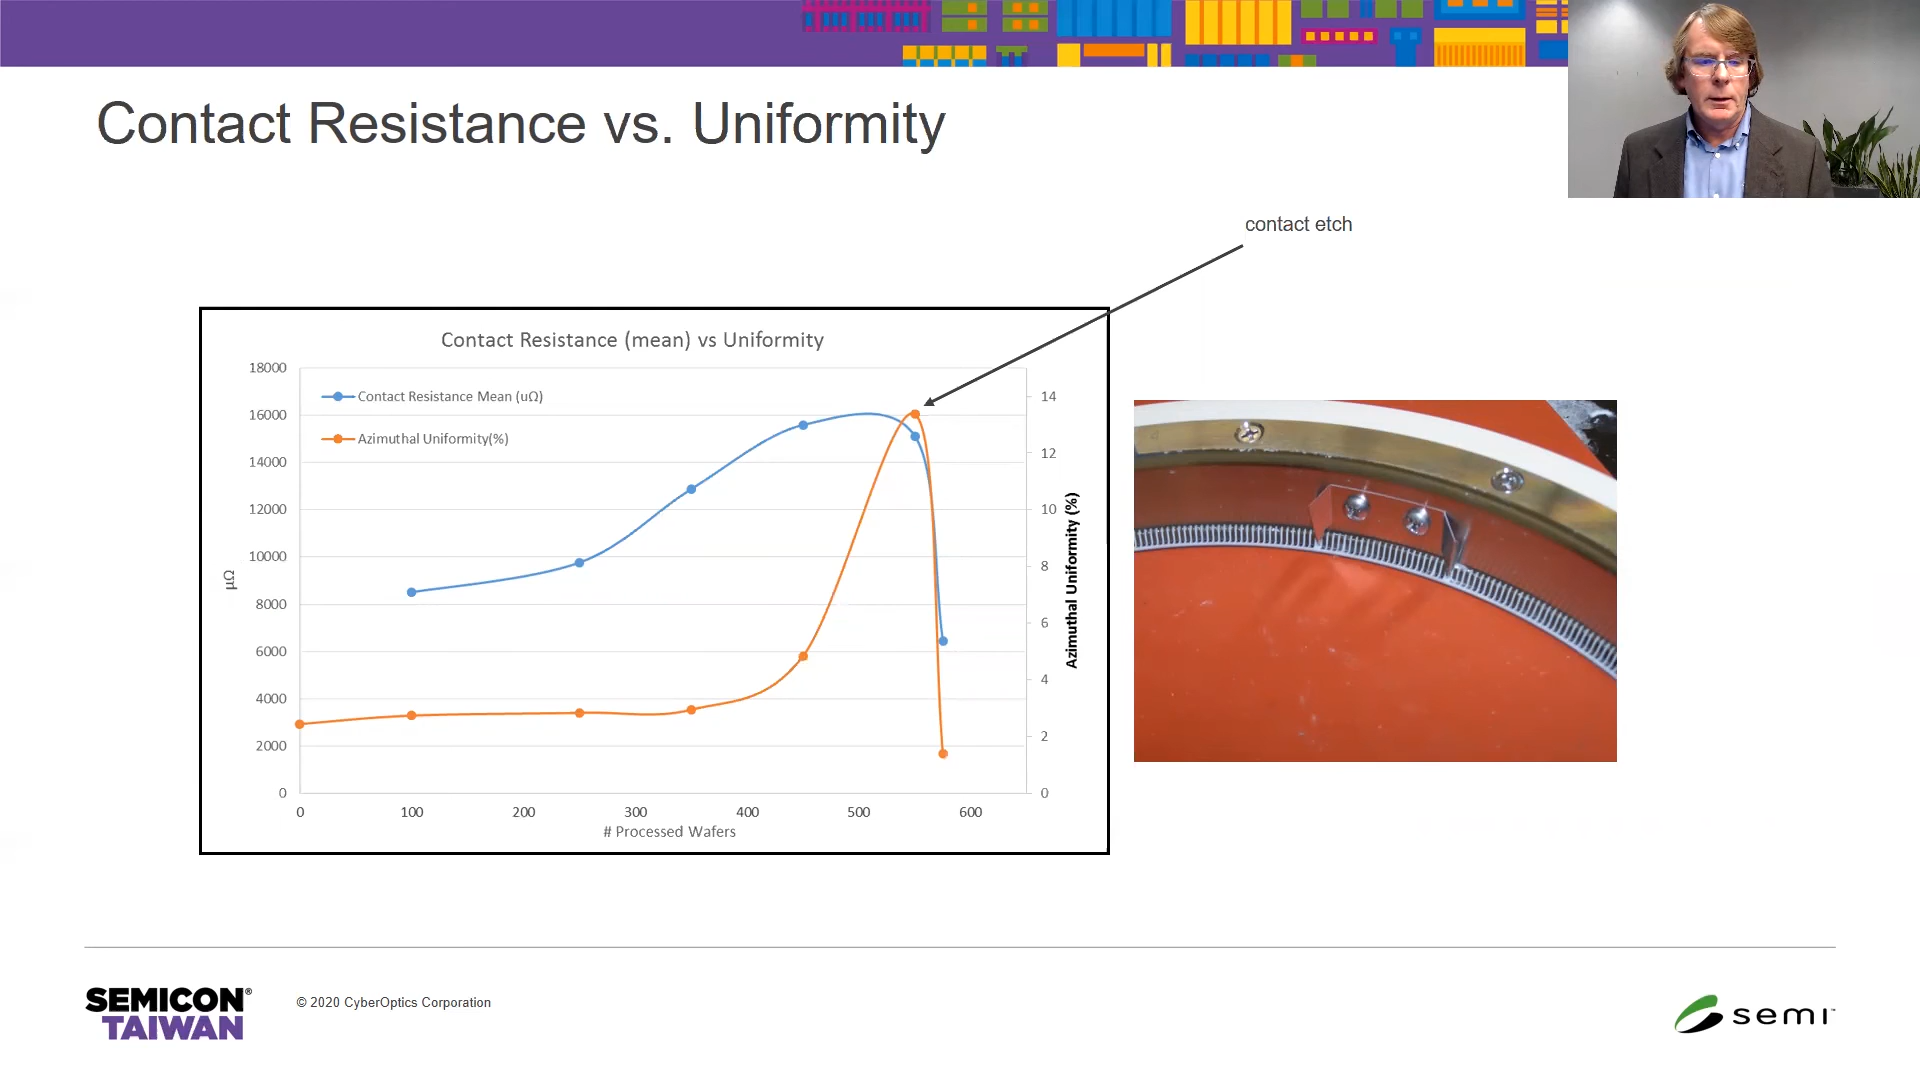 Contact Resistance vs. Uniformity
contact etch
Contact Resistance (mean) vs Uniformity
18000
16000
14000
12000
10000
8000
6000
4000
2000
0
µΩ
Contact Resistance Mean (uΩ)
Azimuthal Uniformity(%)
14
12
10
8
6
4
2
0
Azimuthal Uniformity (%)
0 100 200 300 400 500 600
# Processed Wafers
SEMICON®
TAIWAN
© 2020 CyberOptics Corporation
semi™